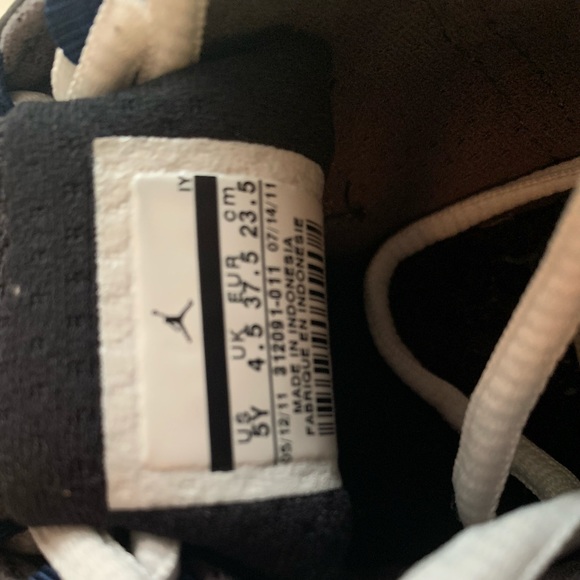 IY
US UK EUR cm
5Y 4.5 37.5 23.5
05/12/11 312091-011 07/14/11
MADE IN INDONESIA
FABRIQUE EN INDONESIE